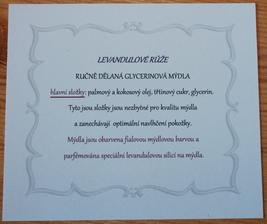 LEVANDULOVÉ RŮŽE
RUČNĚ DĚLANÁ GLYCERINOVÁ MÝDLA
hlavní složky: palmový a kokosový olej, třtinový cukr, glycerin.
Tyto jsou složky jsou nezbytné pro kvalitu mýdla
a zanechávají optimální navlhčení pokožky.
Mýdla jsou obarvena fialovou mýdlovou barvou a
parfémována speciální levandulovou silicí na mýdla.